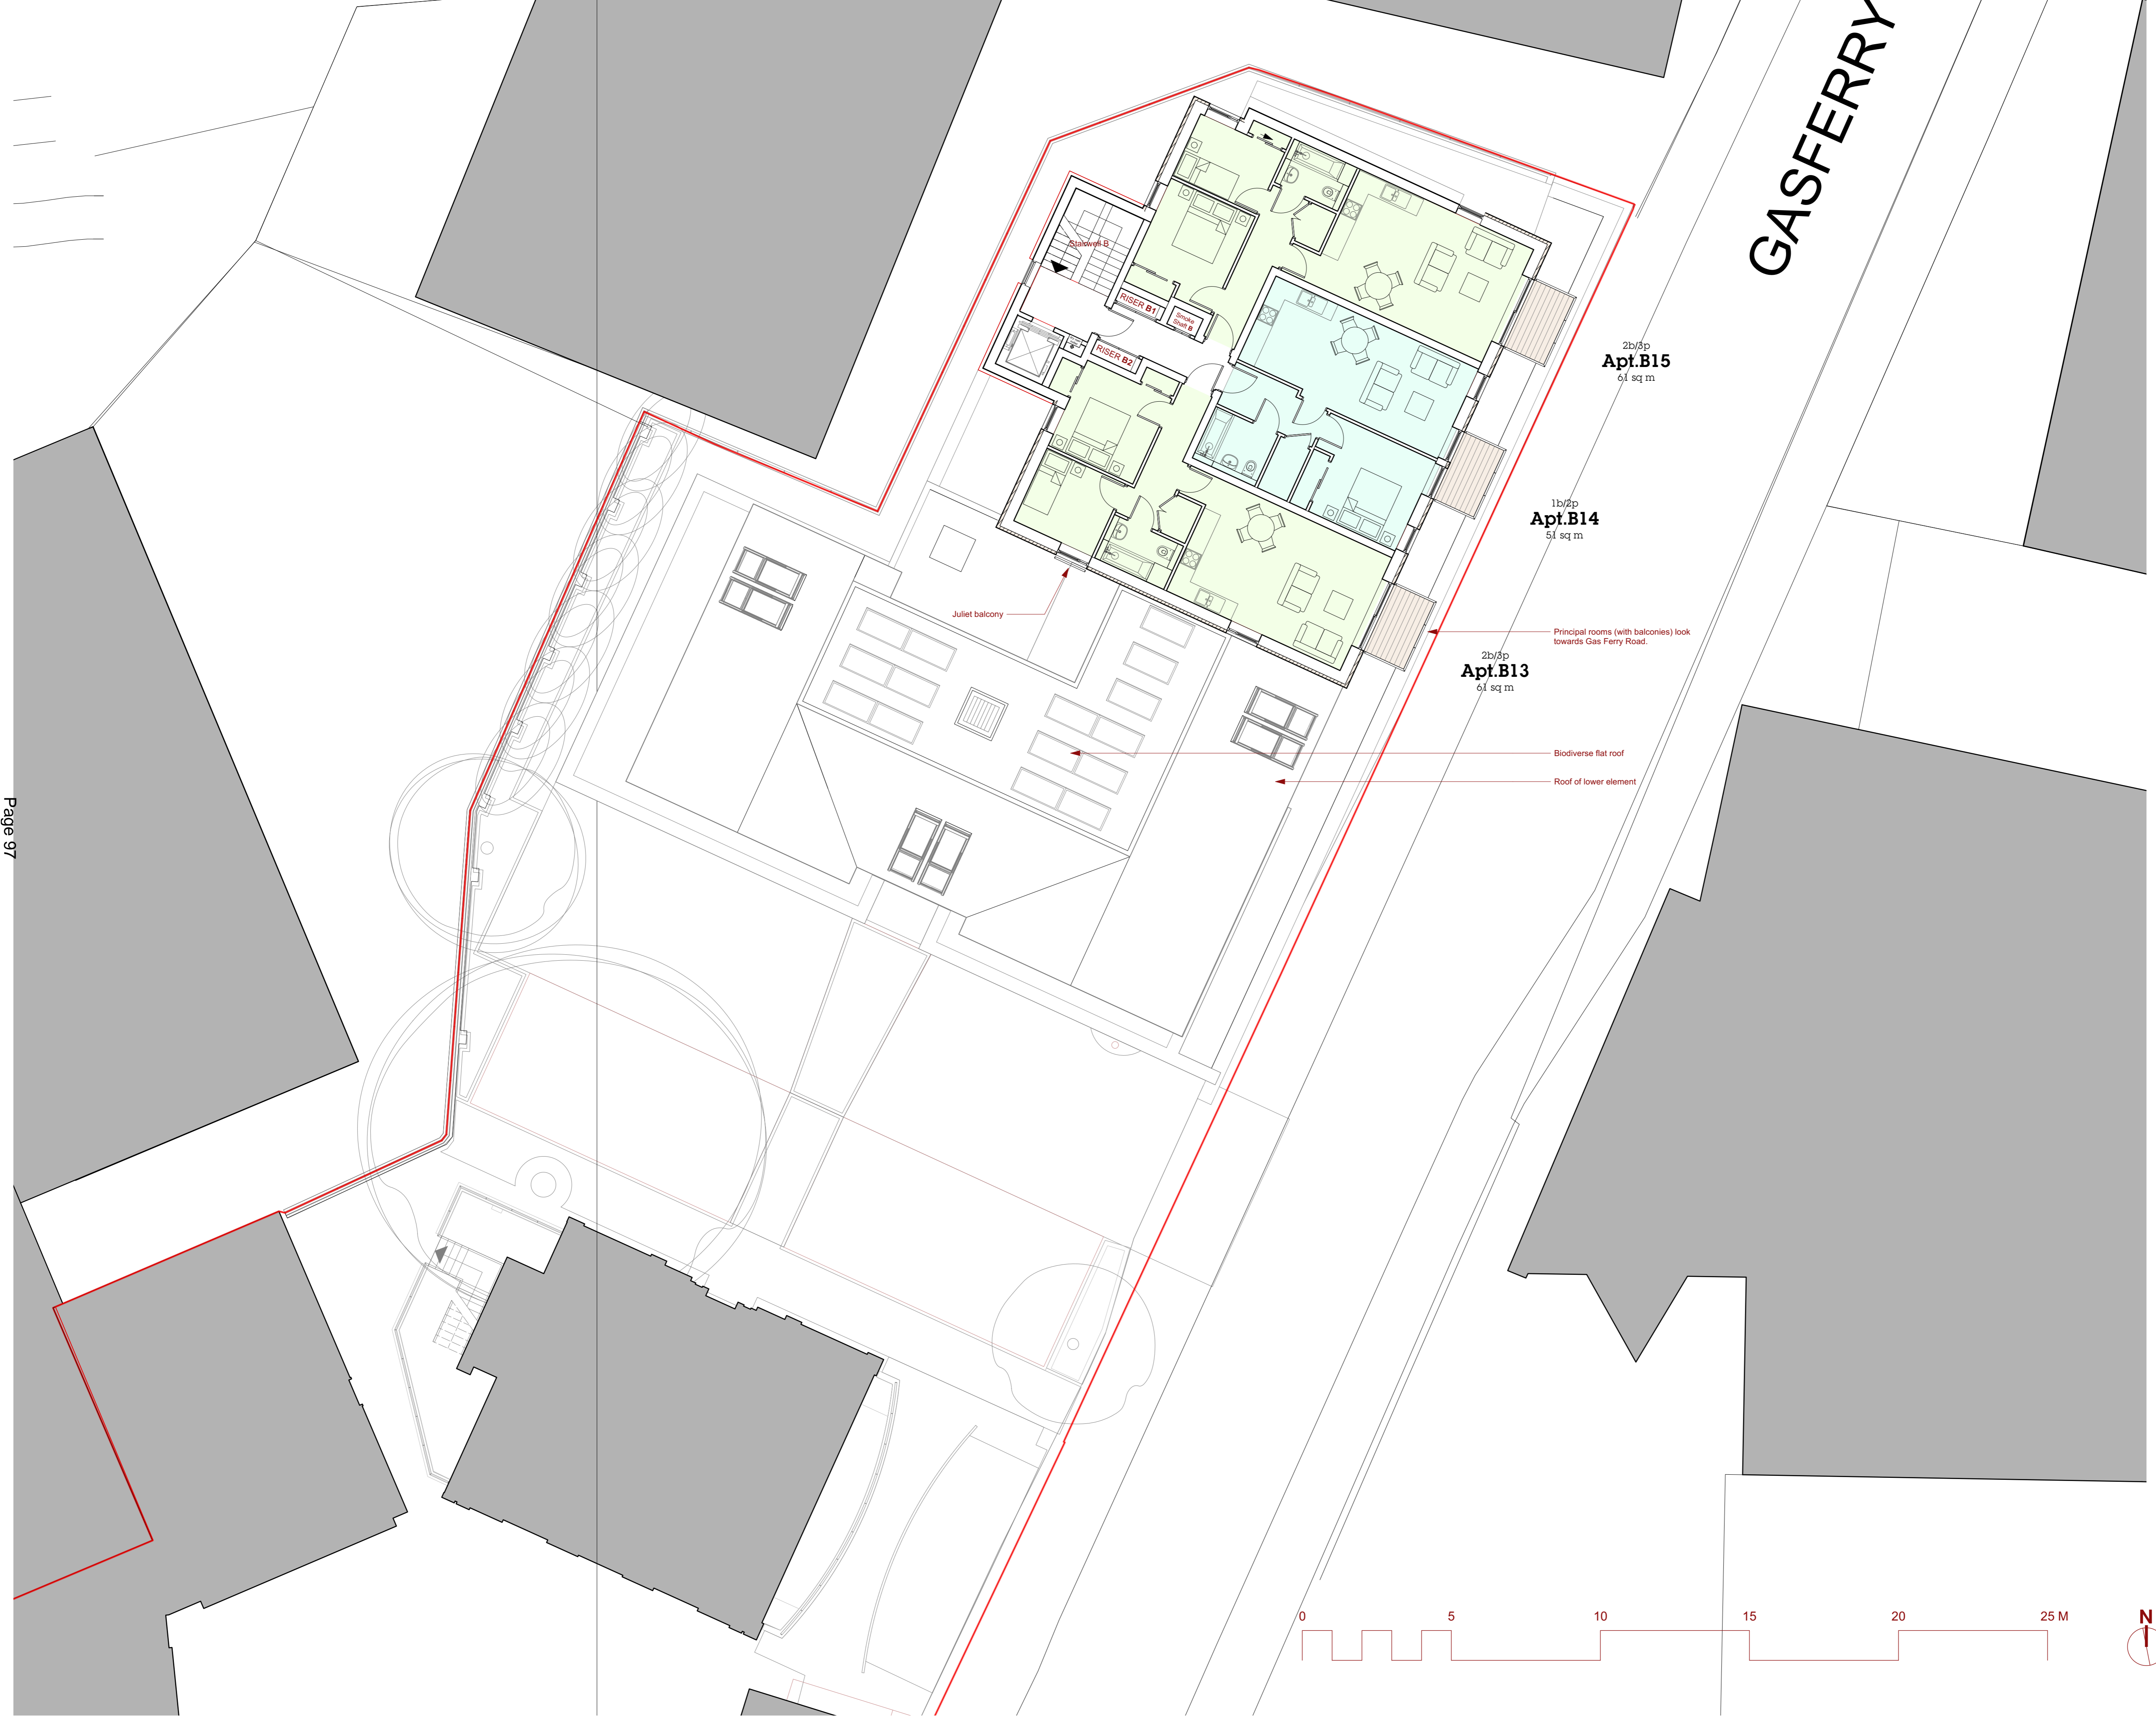 GASFERRY
Stairwell B
RISER B1
Smoke
Shaft B
RISER B2
2b/3p
Apt.B15
61 sq m
1b/2p
Apt.B14
51 sq m
Juliet balcony
Principal rooms (with balconies) look
towards Gas Ferry Road.
2b/3p
Apt.B13
61 sq m
Biodiverse flat roof
Roof of lower element
Page 97
0 5 10 15 20 25 M
N